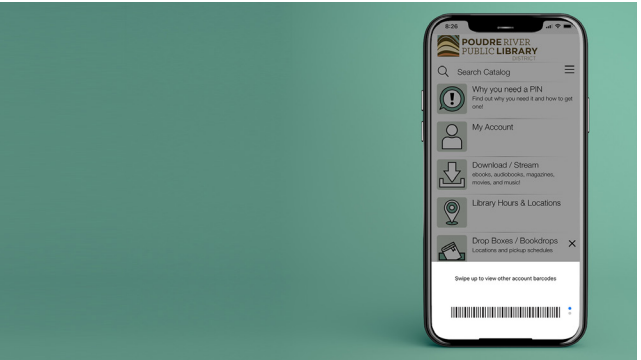 8:26
POUDRE RIVER
PUBLIC LIBRARY
DISTRICT
Search Catalog
Why you need a PIN
Find out why you need it and how to get
one!
My Account
Download / Stream
ebooks, audiobooks, magazines,
movies, and music!
Library Hours & Locations
Drop Boxes / Bookdrops
Locations and pickup schedules
Swipe up to view other account barcodes